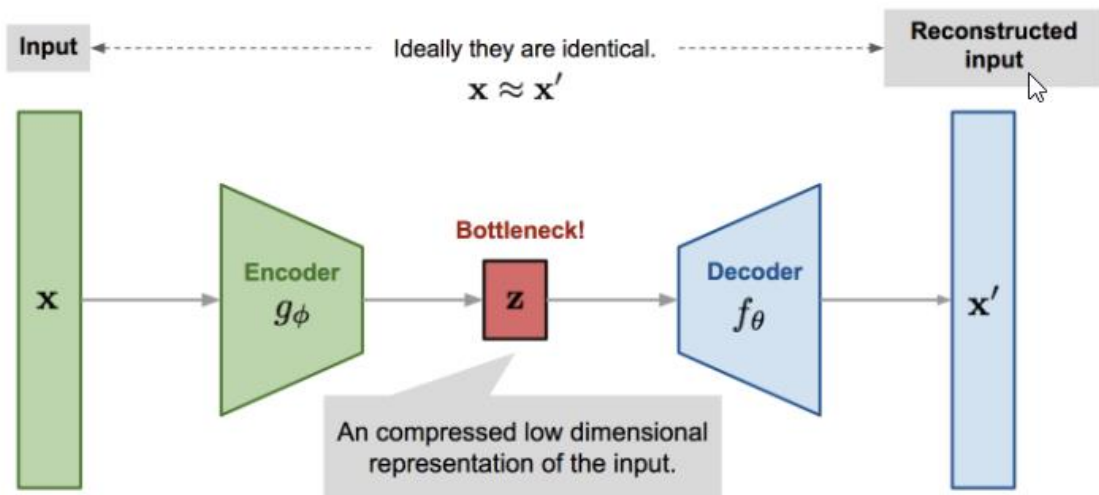 Input
Ideally they are identical.
x ≈ x′
Reconstructed
input
Bottleneck!
x
Encoder
gϕ
z
Decoder
fθ
x′
An compressed low dimensional
representation of the input.